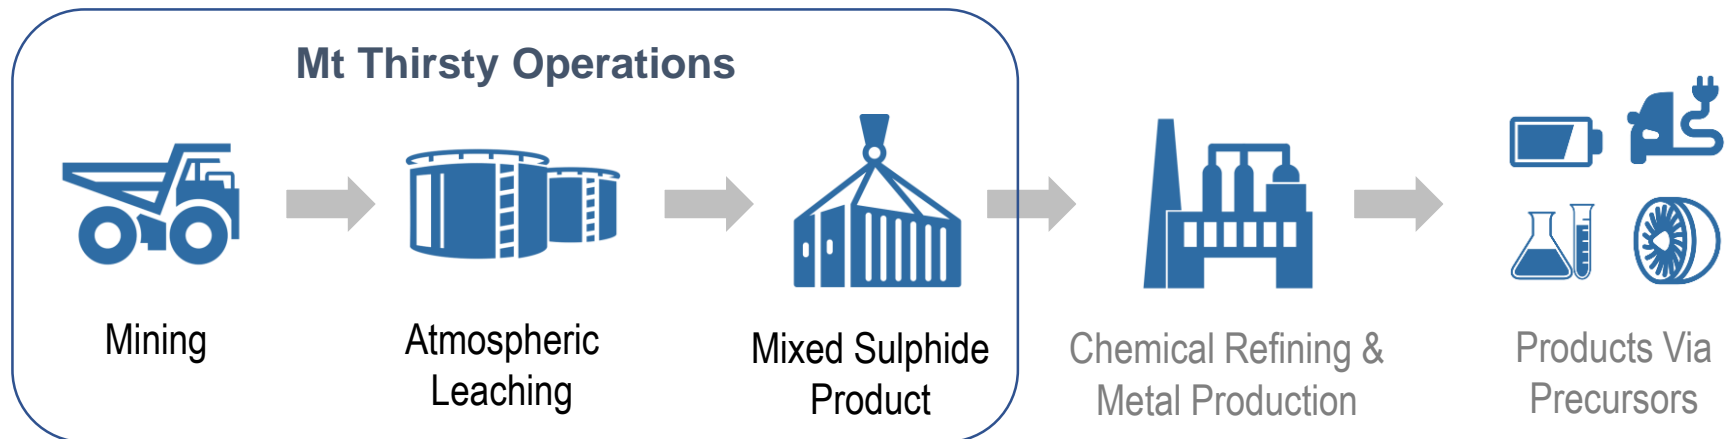 Mt Thirsty Operations
Mining
Atmospheric
Leaching
Mixed Sulphide
Product
Chemical Refining &
Metal Production
Products Via
Precursors